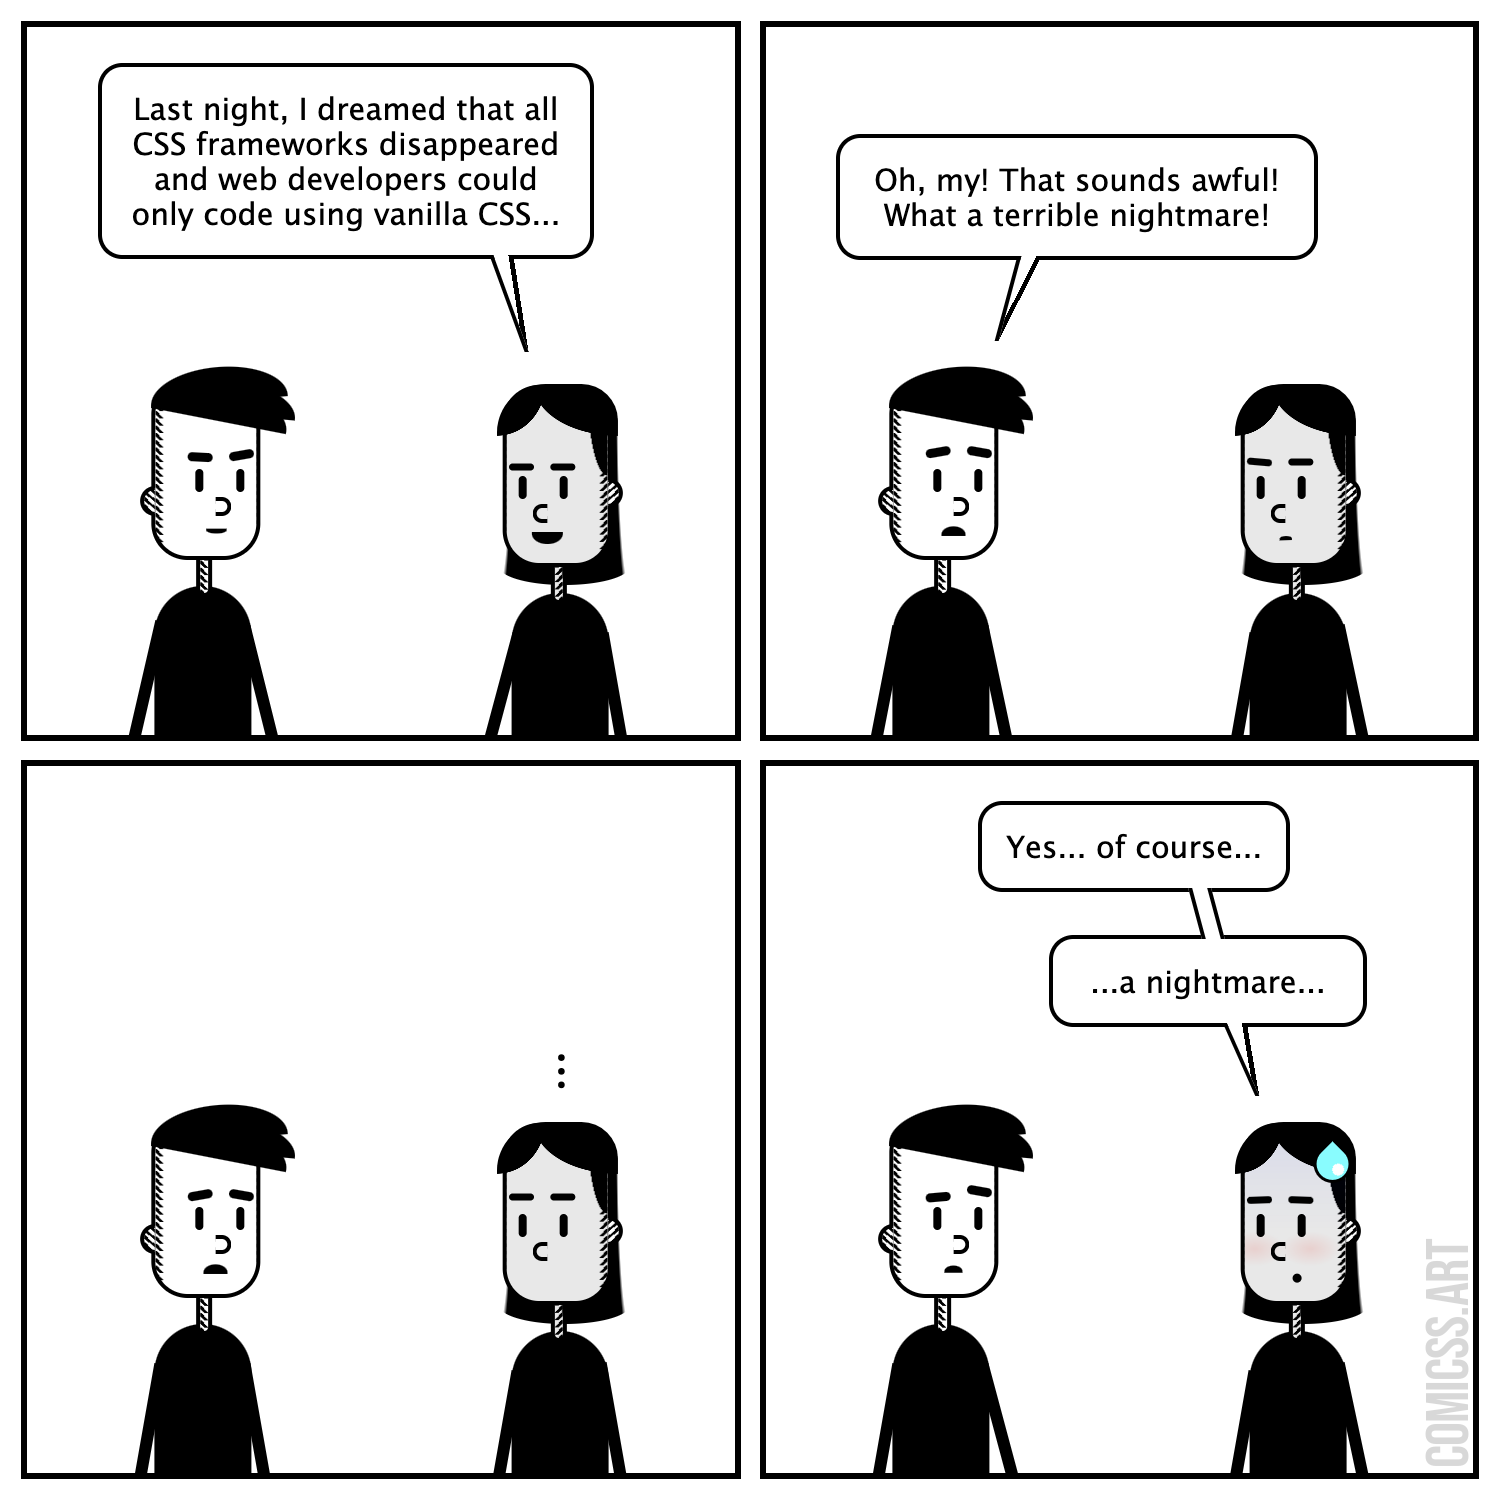 Last night, I dreamed that all
CSS frameworks disappeared
and web developers could
only code using vanilla CSS...
Oh, my! That sounds awful!
What a terrible nightmare!
...
Yes... of course...
...a nightmare...
COMICSS.ART